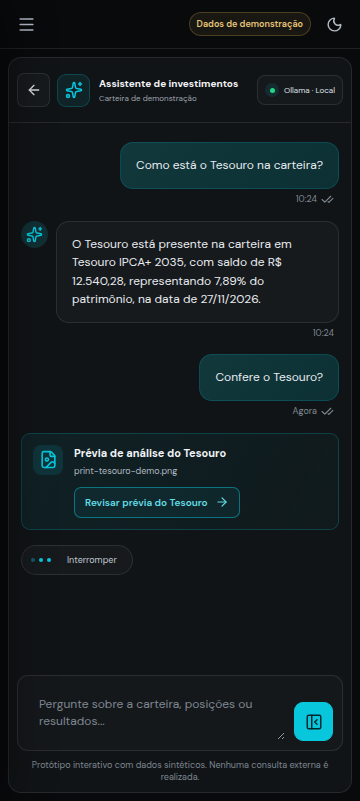 Dados de demonstração
Assistente de investimentos
Carteira de demonstração
Ollama · Local
Como está o Tesouro na carteira?
10:24
O Tesouro está presente na carteira em
Tesouro IPCA+ 2035, com saldo de R$
12.540,28, representando 7,89% do
patrimônio, na data de 27/11/2026.
10:24
Confere o Tesouro?
Agora
Prévia de análise do Tesouro
print-tesouro-demo.png
Revisar prévia do Tesouro
Interromper
Pergunte sobre a carteira, posições ou
resultados...
Protótipo interativo com dados sintéticos. Nenhuma consulta externa é
realizada.